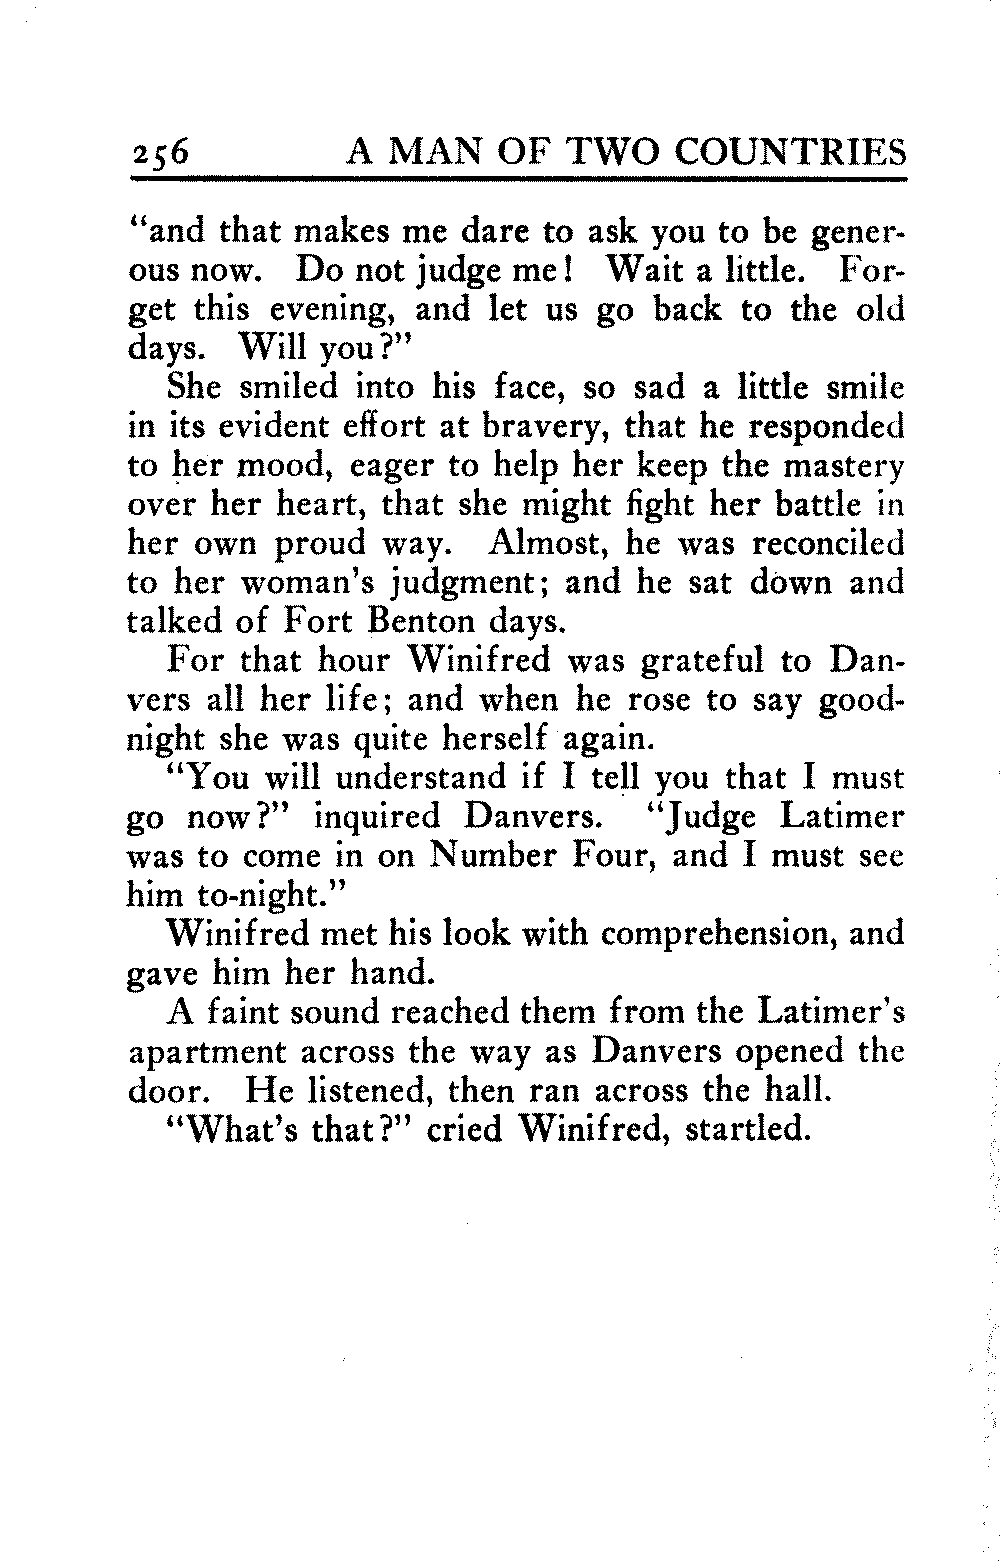 256 A MAN OF TWO COUNTRIES
“and that makes me dare to ask you to be gener-
ous now. Do not judge me! Wait a little. For-
get this evening, and let us go back to the old
days. Will you?”
She smiled into his face, so sad a little smile
in its evident effort at bravery, that he responded
to her mood, eager to help her keep the mastery
over her heart, that she might fight her battle in
her own proud way. Almost, he was reconciled
to her woman's judgment; and he sat down and
talked of Fort Benton days.
For that hour Winifred was grateful to Dan-
vers all her life; and when he rose to say good-
night she was quite herself again.
“You will understand if I tell you that I must
go now?” inquired Danvers. “Judge Latimer
was to come in on Number Four, and I must see
him to-night.”
Winifred met his look with comprehension, and
gave him her hand.
A faint sound reached them from the Latimer's
apartment across the way as Danvers opened the
door. He listened, then ran across the hall.
“What's that?” cried Winifred, startled.